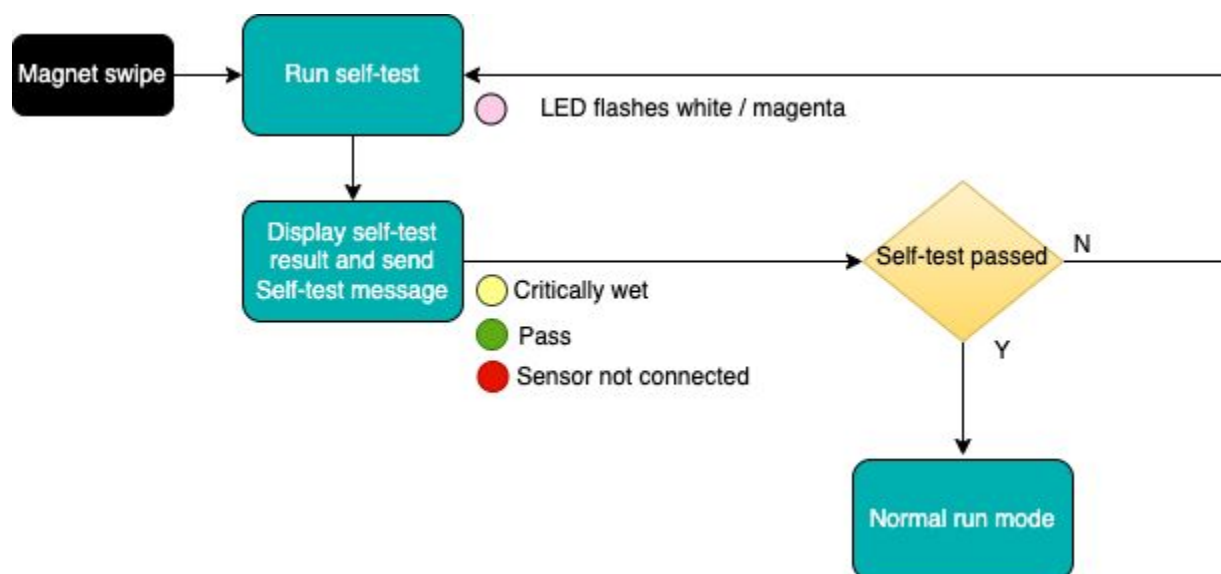 Magnet swipe
Run self-test
LED flashes white / magenta
Display self-test
result and send
Self-test message
Critically wet
Pass
Sensor not connected
Self-test passed
N
Y
Normal run mode